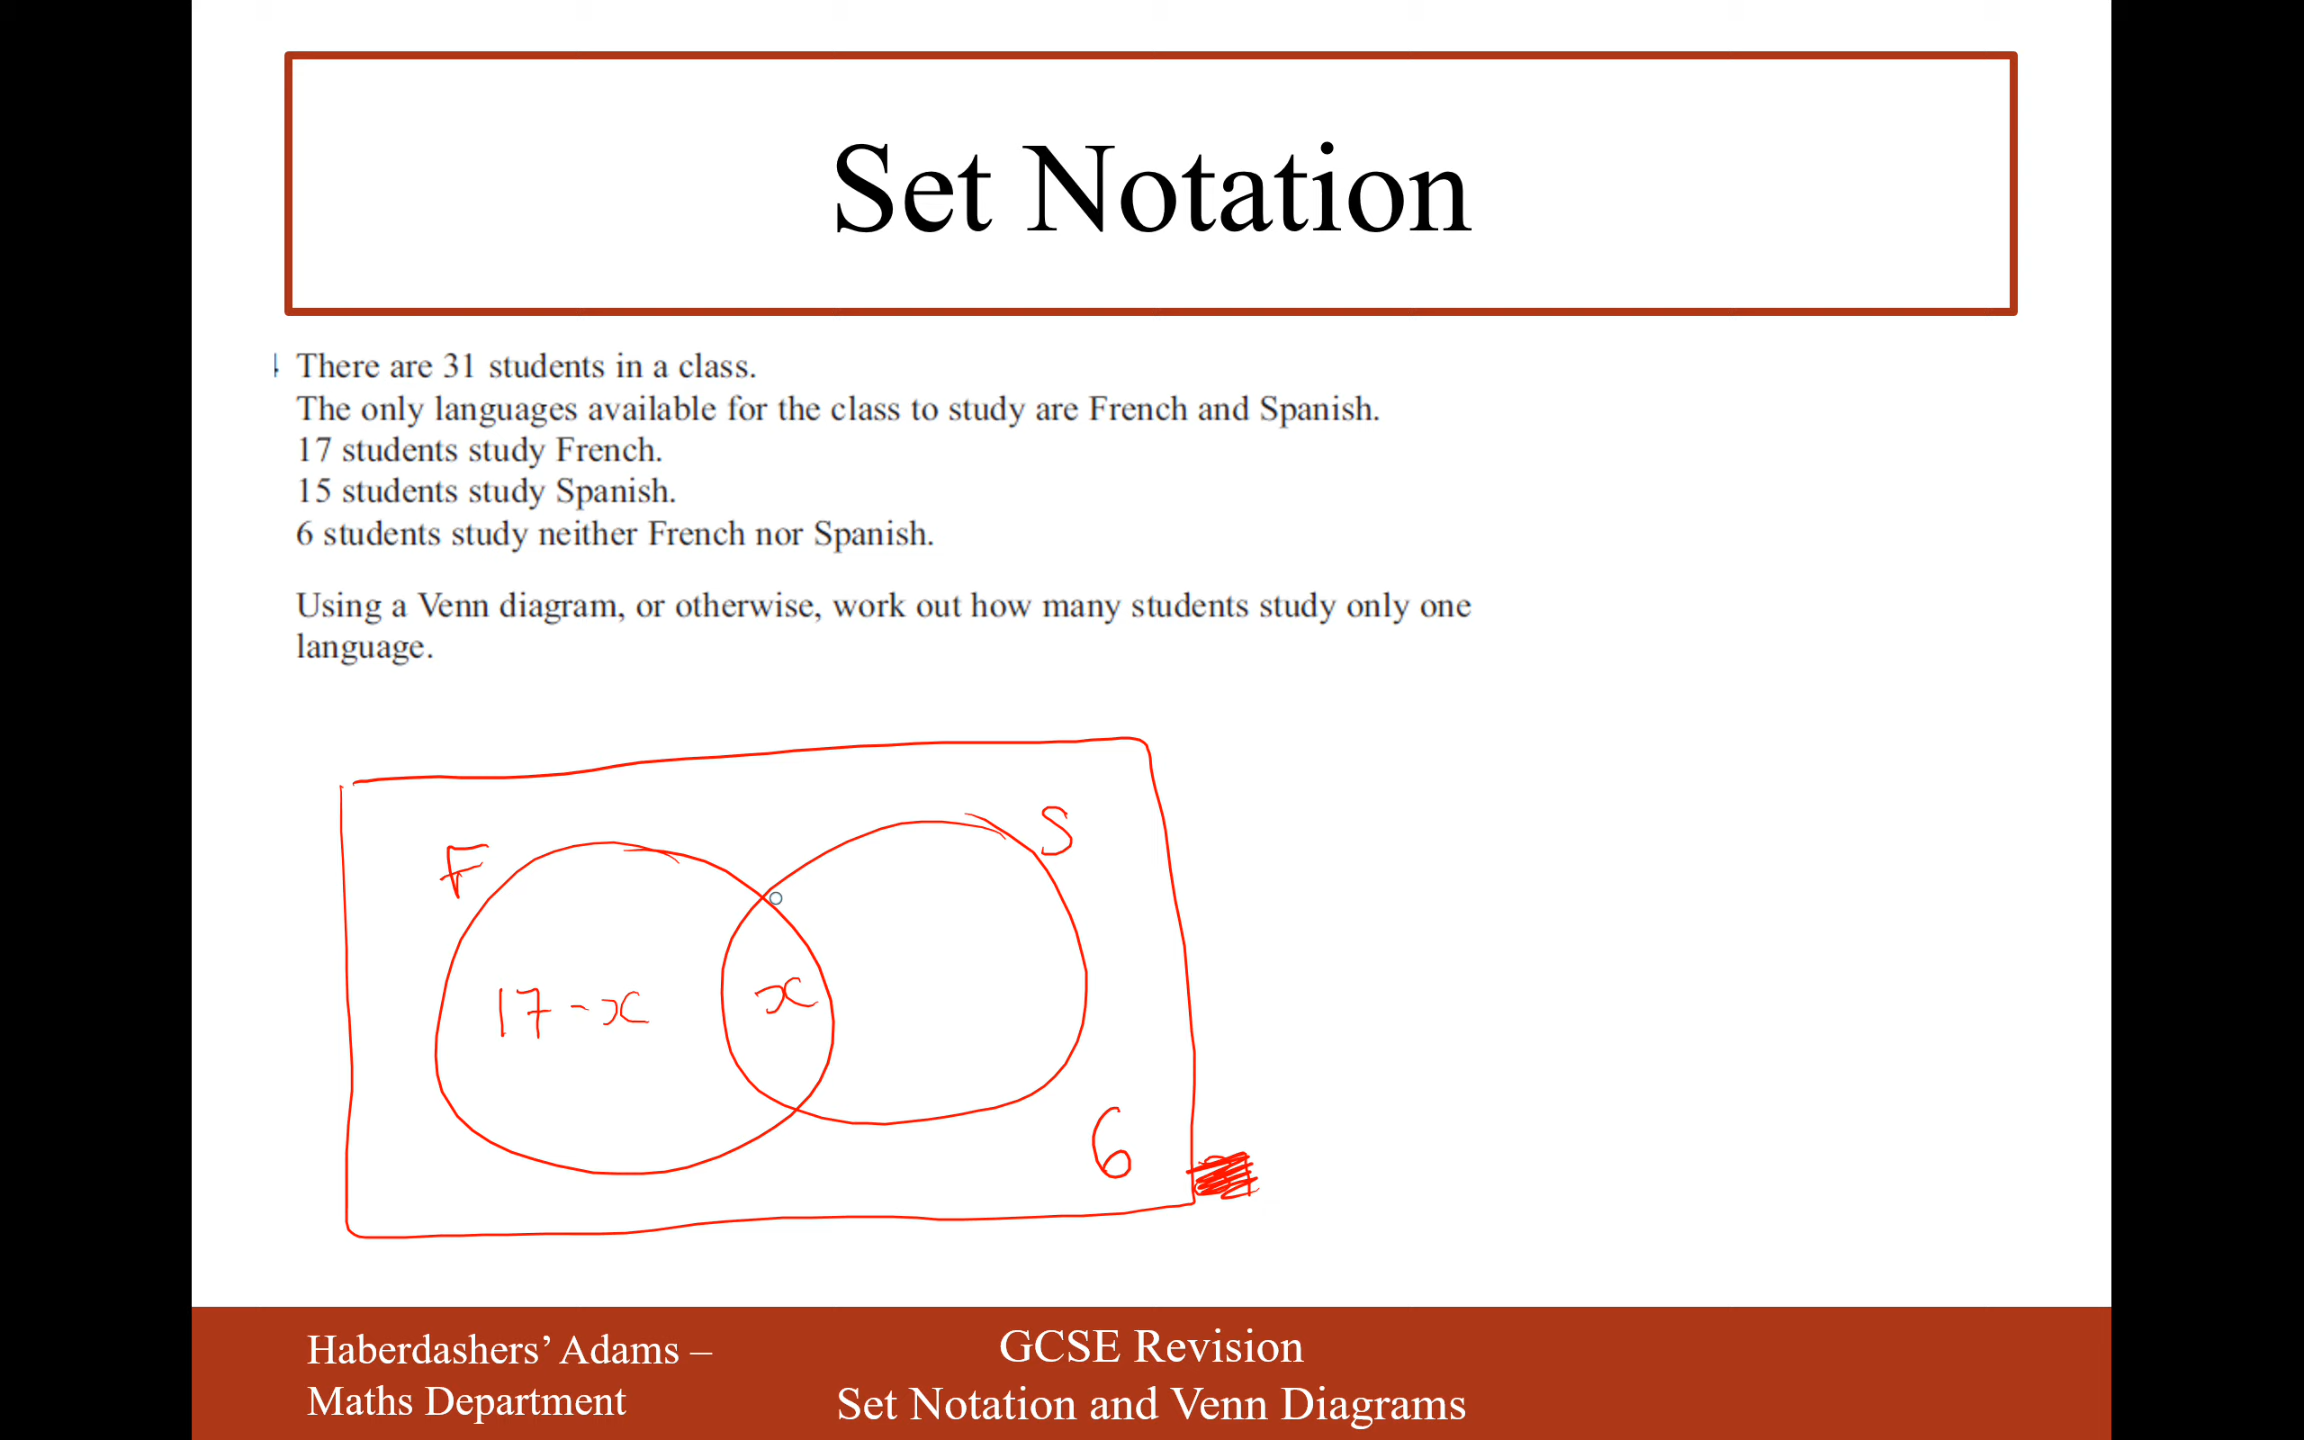 Set Notation
There are 31 students in a class.
The only languages available for the class to study are French and Spanish.
17 students study French.
15 students study Spanish.
6 students study neither French nor Spanish.
Using a Venn diagram, or otherwise, work out how many students study only one
language.
F
S
17 - x
x
6
Haberdashers’ Adams –
Maths Department
GCSE Revision
Set Notation and Venn Diagrams